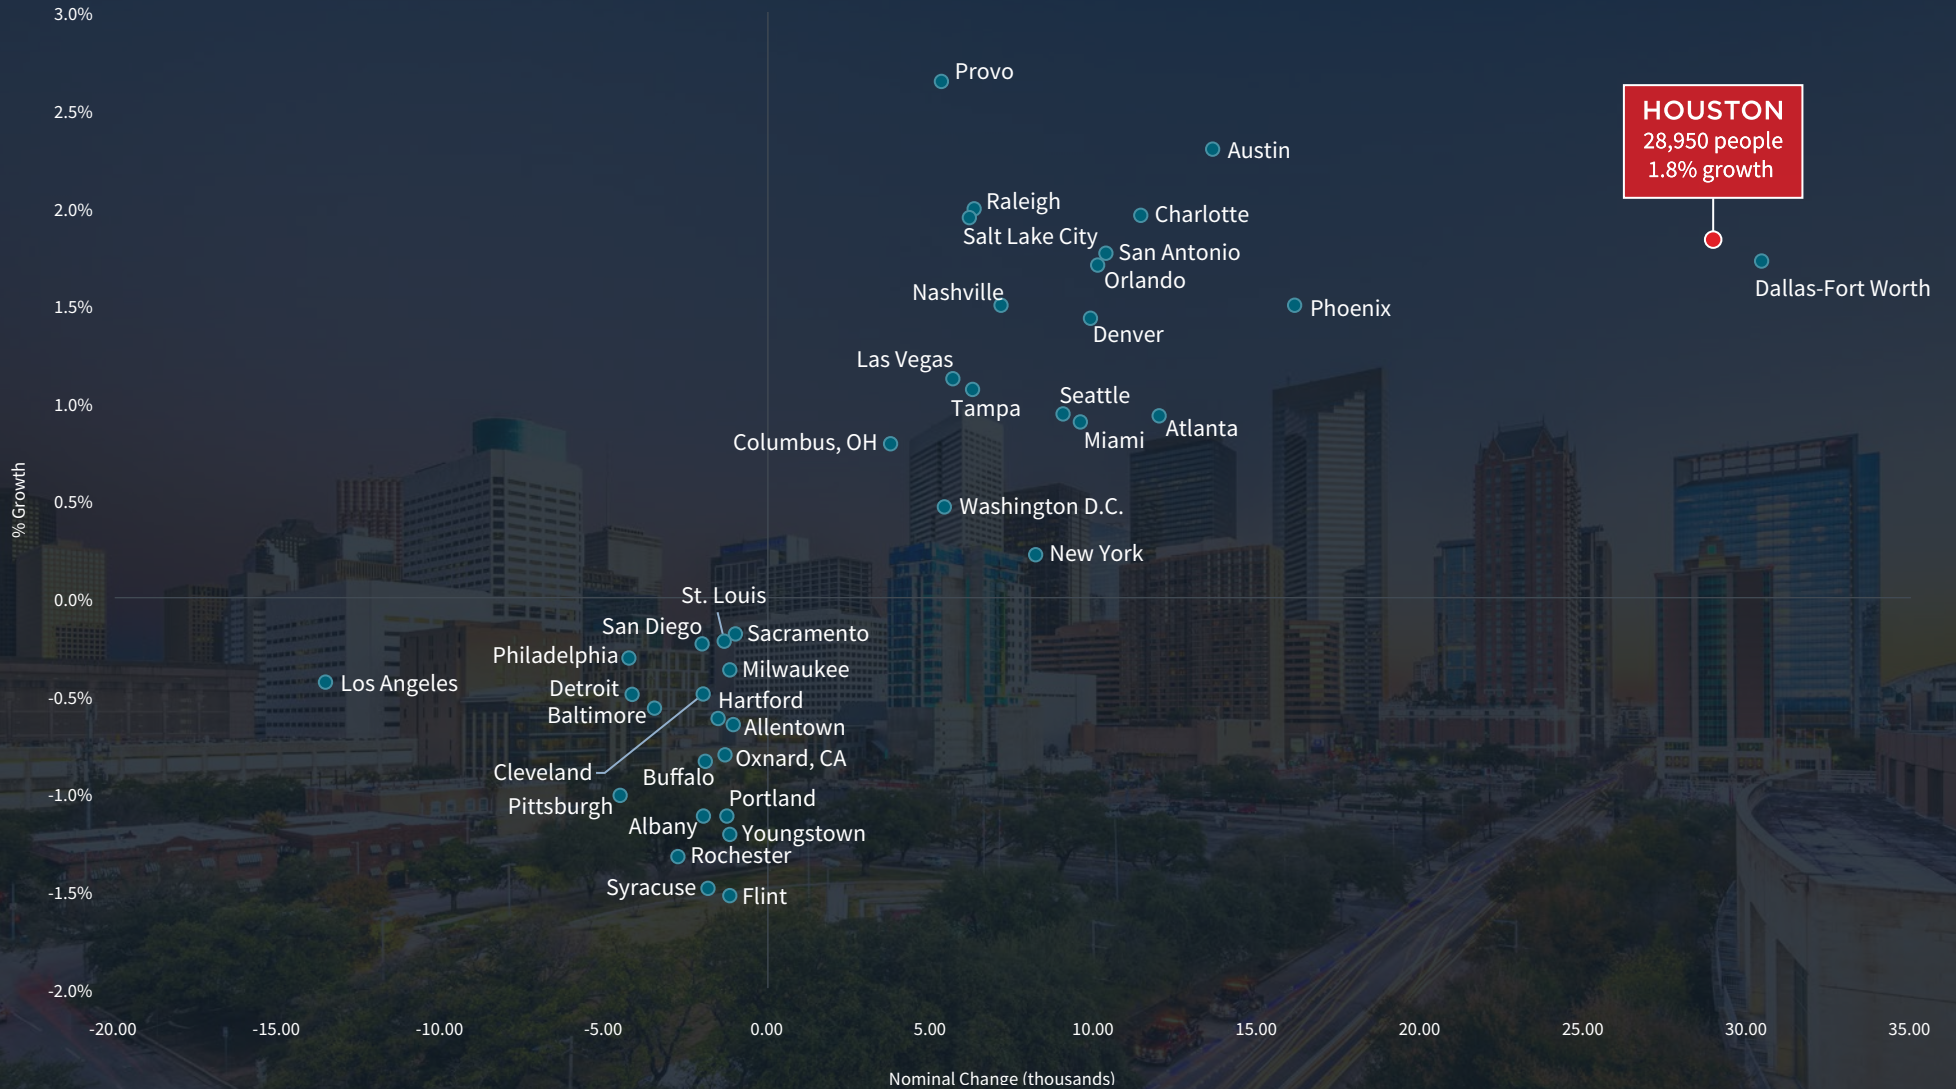 3.0%
Provo
2.5%
HOUSTON
28,950 people
1.8% growth
Austin
2.0%
Raleigh
Charlotte
Salt Lake City
San Antonio
Orlando
Dallas-Fort Worth
Nashville
1.5%
Phoenix
Denver
Las Vegas
Seattle
1.0%
Tampa
Atlanta
Miami
Columbus, OH
% Growth
0.5%
Washington D.C.
New York
0.0%
St. Louis
San Diego
Sacramento
Philadelphia
Milwaukee
Los Angeles
Detroit
-0.5%
Hartford
Baltimore
Allentown
Oxnard, CA
Cleveland
Buffalo
-1.0%
Portland
Pittsburgh
Albany
Youngstown
Rochester
Syracuse
-1.5%
Flint
-2.0%
-20.00 -15.00 -10.00 -5.00 0.00 5.00 10.00 15.00 20.00 25.00 30.00 35.00
Nominal Change (thousands)